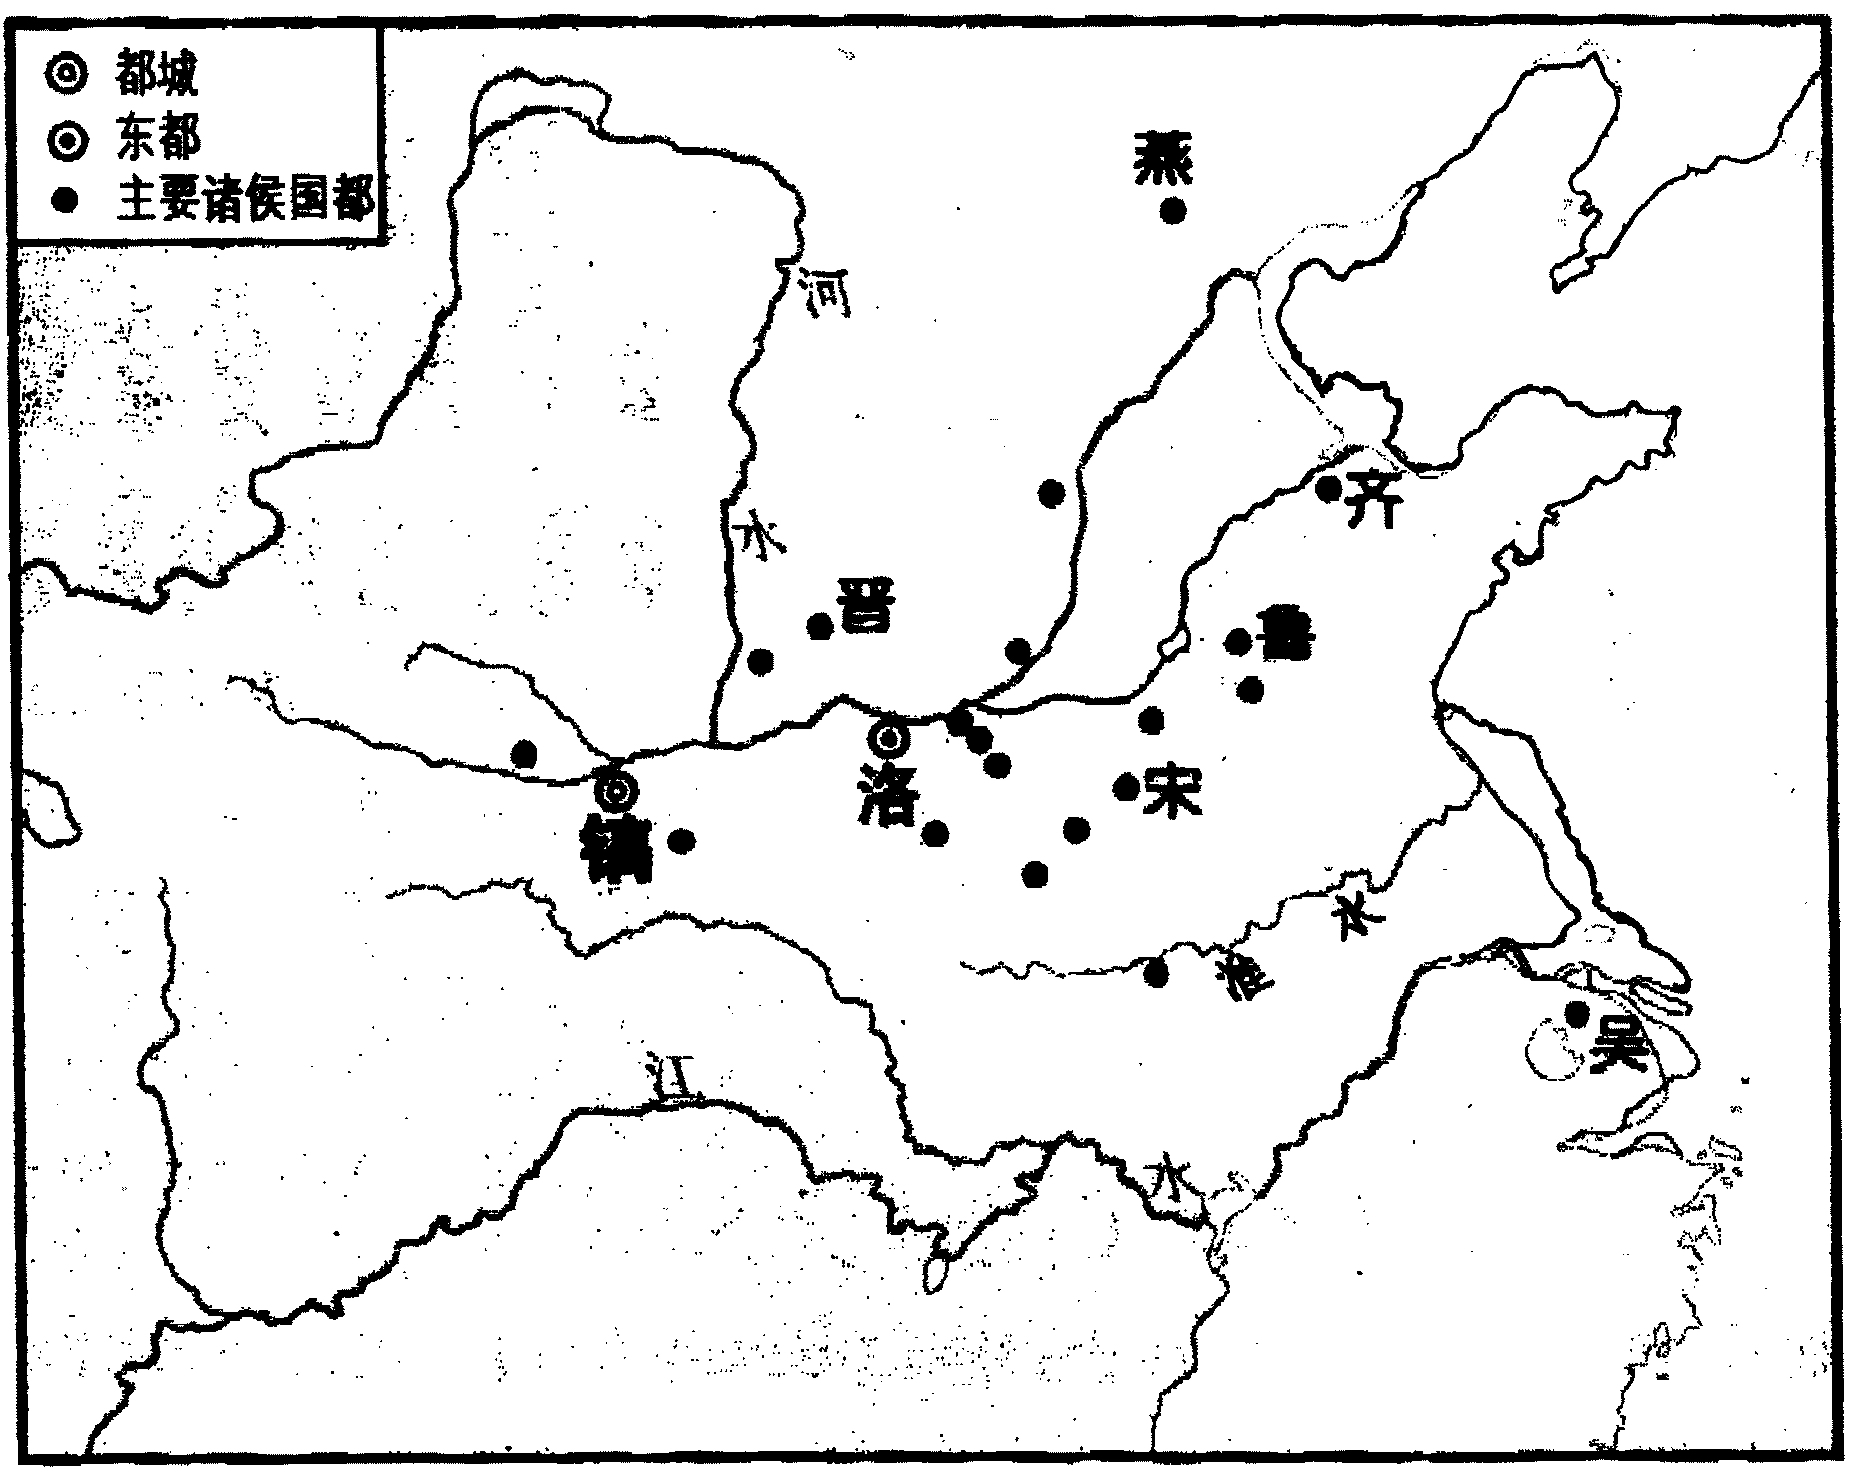 都城
东都
主要诸侯国都
燕
河
水
齐
晋
鲁
洛
宋
镐
水
淮
吴
江
水